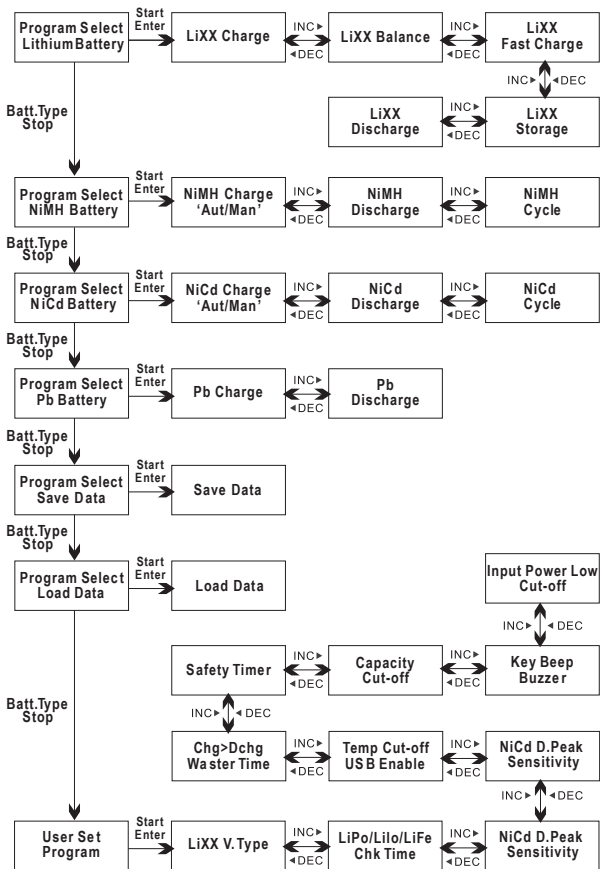 Program Select
Lithium Battery
Start
Enter
LiXX Charge
INC►
◄DEC
LiXX Balance
INC►
◄DEC
LiXX
Fast Charge
INC►
◄DEC
Batt.Type
Stop
LiXX
Discharge
INC►
◄DEC
LiXX
Storage
Program Select
NiMH Battery
Start
Enter
NiMH Charge
‘Aut/Man’
INC►
◄DEC
NiMH
Discharge
INC►
◄DEC
NiMH
Cycle
Batt.Type
Stop
Program Select
NiCd Battery
Start
Enter
NiCd Charge
‘Aut/Man’
INC►
◄DEC
NiCd
Discharge
INC►
◄DEC
NiCd
Cycle
Batt.Type
Stop
Program Select
Pb Battery
Start
Enter
Pb Charge
INC►
◄DEC
Pb
Discharge
Batt.Type
Stop
Program Select
Save Data
Start
Enter
Save Data
Batt.Type
Stop
Program Select
Load Data
Start
Enter
Load Data
Input Power Low
Cut-off
INC►
◄DEC
Safety Timer
INC►
◄DEC
Capacity
Cut-off
INC►
◄DEC
Key Beep
Buzzer
Batt.Type
Stop
INC►
◄DEC
Chg>Dchg
Waster Time
INC►
◄DEC
Temp Cut-off
USB Enable
INC►
◄DEC
NiCd D.Peak
Sensitivity
INC►
◄DEC
User Set
Program
Start
Enter
LiXX V.Type
INC►
◄DEC
LiPo/LiIo/LiFe
Chk Time
INC►
◄DEC
NiCd D.Peak
Sensitivity